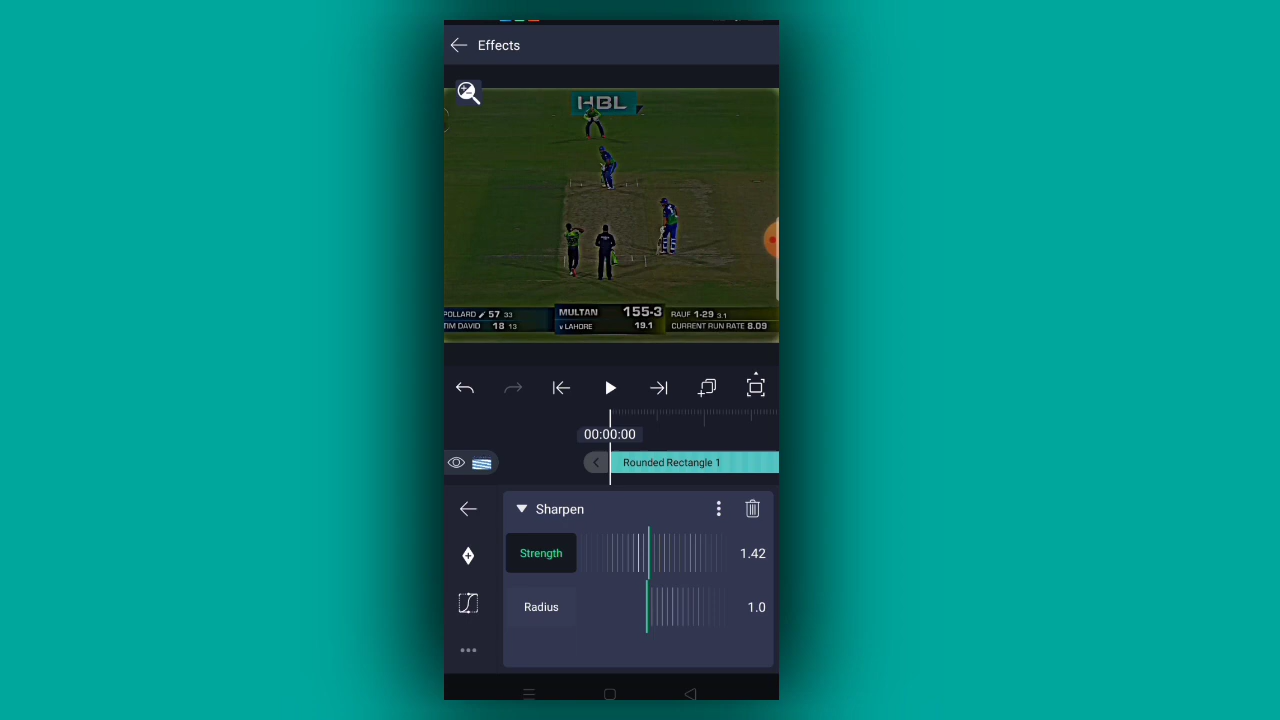 Effects
HBL
POLLARD 57 33
TIM DAVID 18 13
MULTAN 155-3
v LAHORE 19.1
RAUF 1-29 3.1
CURRENT RUN RATE 8.09
00:00:00
Rounded Rectangle 1
Sharpen
Strength 1.42
Radius 1.0